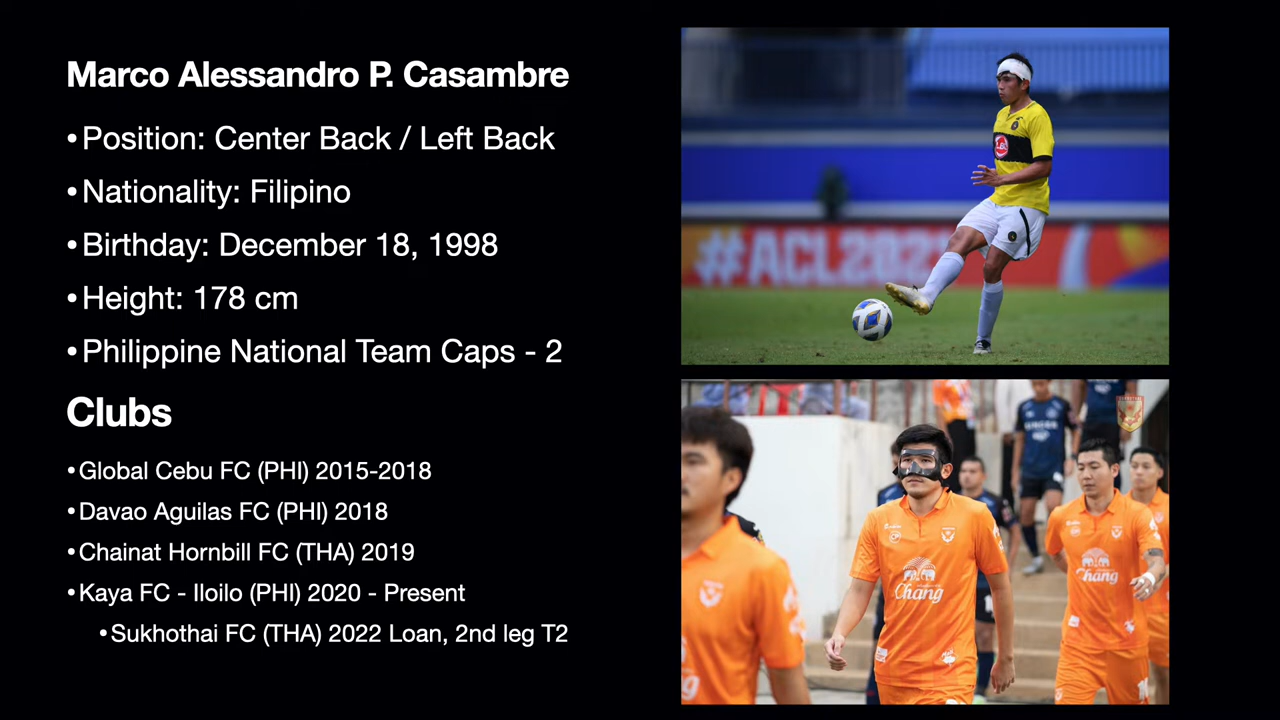 Marco Alessandro P. Casambre
•Position: Center Back / Left Back
•Nationality: Filipino
•Birthday: December 18, 1998
•Height: 178 cm
•Philippine National Team Caps - 2
Clubs
•Global Cebu FC (PHI) 2015-2018
•Davao Aguilas FC (PHI) 2018
•Chainat Hornbill FC (THA) 2019
•Kaya FC - Iloilo (PHI) 2020 - Present
•Sukhothai FC (THA) 2022 Loan, 2nd leg T2
LBC
#ACL202
Chang
Chang